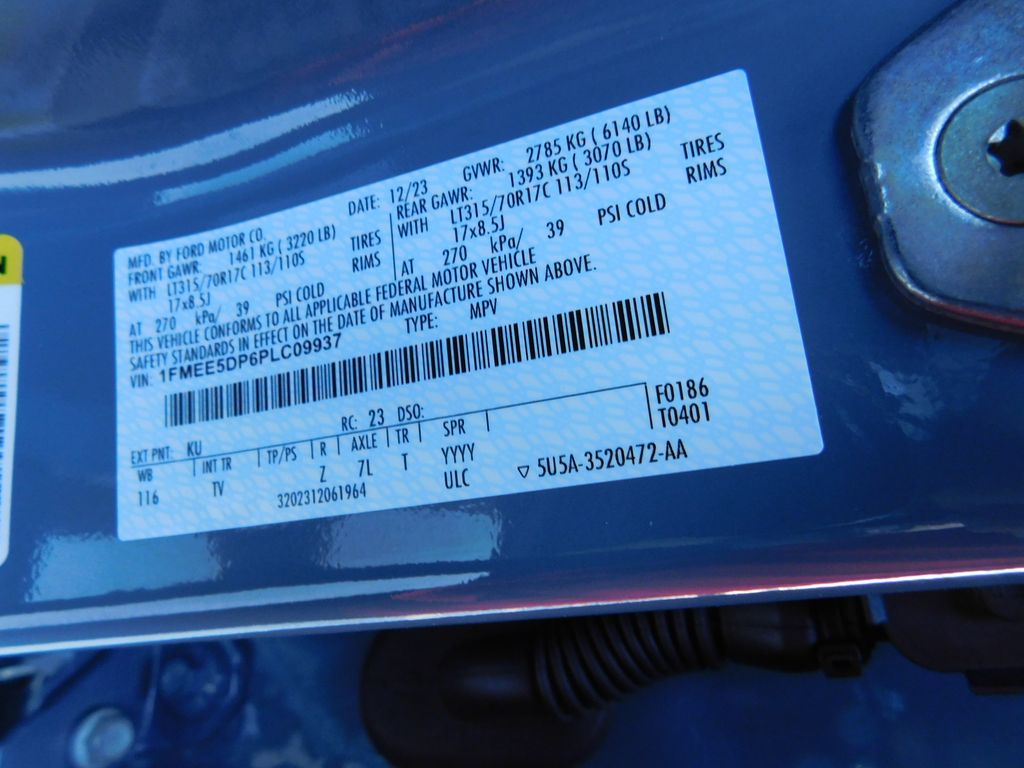 MFD. BY FORD MOTOR CO.
DATE: 12/23 GVWR: 2785 KG ( 6140 LB)
FRONT GAWR: 1461 KG ( 3220 LB) REAR GAWR: 1393 KG ( 3070 LB)
WITH LT315/70R17C 113/110S TIRES WITH LT315/70R17C 113/110S TIRES
17x8.5J RIMS 17x8.5J RIMS
AT 270 kPa/ 39 PSI COLD AT 270 kPa/ 39 PSI COLD
THIS VEHICLE CONFORMS TO ALL APPLICABLE FEDERAL MOTOR VEHICLE
SAFETY STANDARDS IN EFFECT ON THE DATE OF MANUFACTURE SHOWN ABOVE.
VIN: 1FMEE5DP6PLC09937 TYPE: MPV
EXT PNT: KU RC: 23 DSO: F0186
WB INT TR TP/PS R AXLE TR SPR T0401
116 TV Z 7L T YYYY
3202312061964 ULC ▽ 5U5A-3520472-AA
N